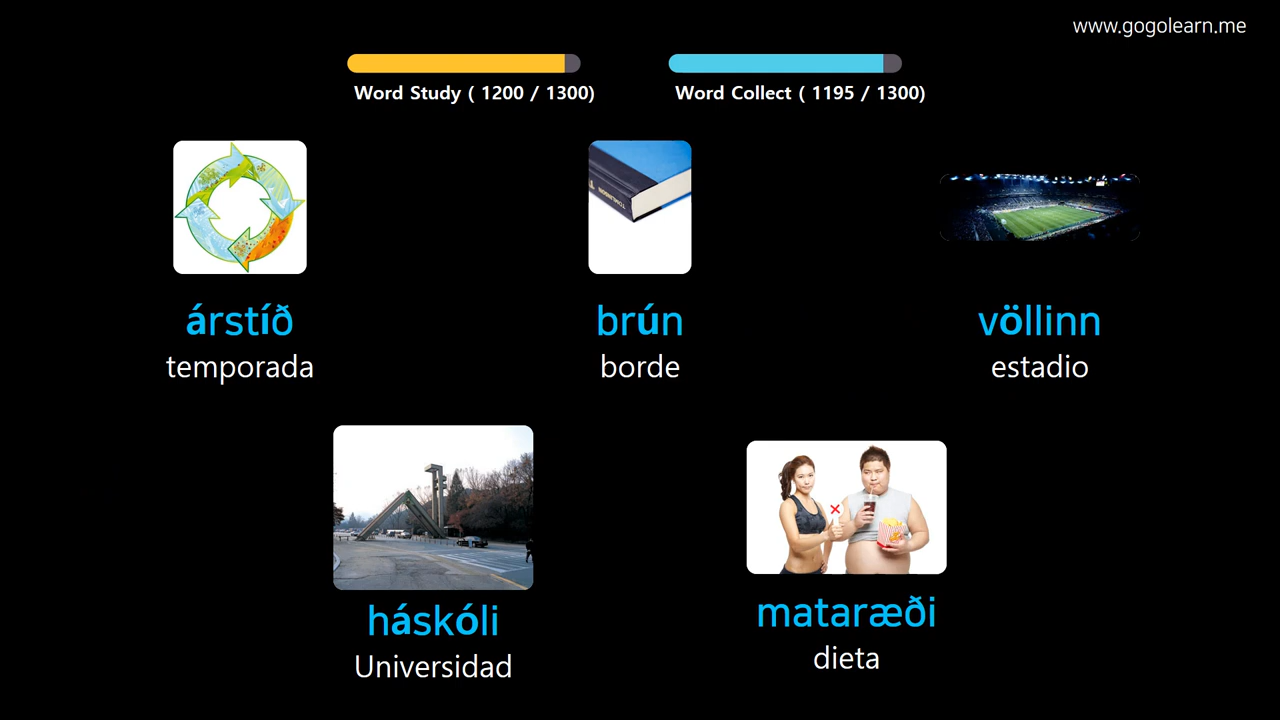 www.gogolearn.me
Word Study ( 1200 / 1300)
Word Collect ( 1195 / 1300)
árstíð
temporada
brún
borde
völlinn
estadio
háskóli
Universidad
mataræði
dieta